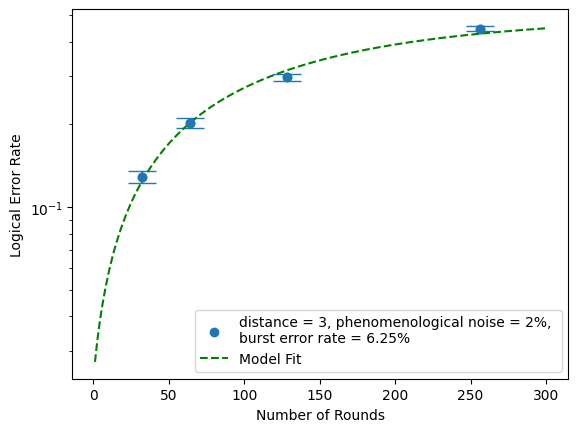 Logical Error Rate
10⁻¹
distance = 3, phenomenological noise = 2%,
burst error rate = 6.25%
Model Fit
0 50 100 150 200 250 300
Number of Rounds